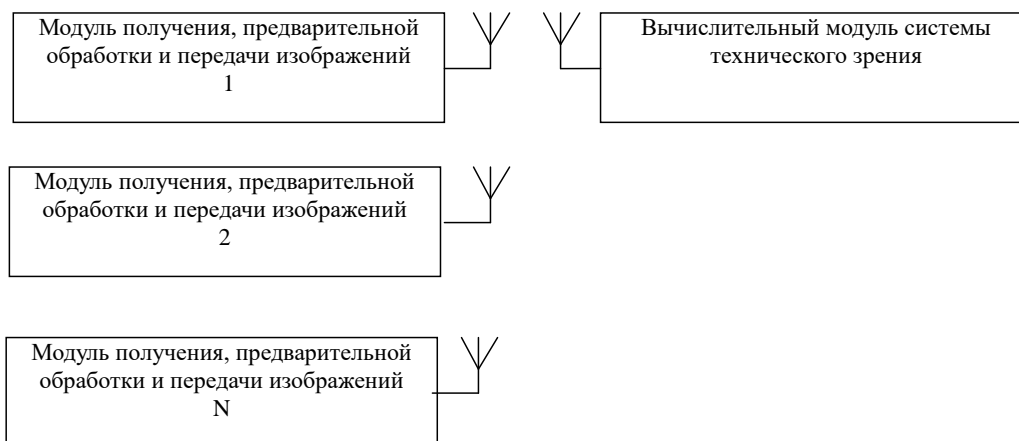 Модуль получения, предварительной
обработки и передачи изображений
1
Вычислительный модуль системы
технического зрения
Модуль получения, предварительной
обработки и передачи изображений
2
Модуль получения, предварительной
обработки и передачи изображений
N